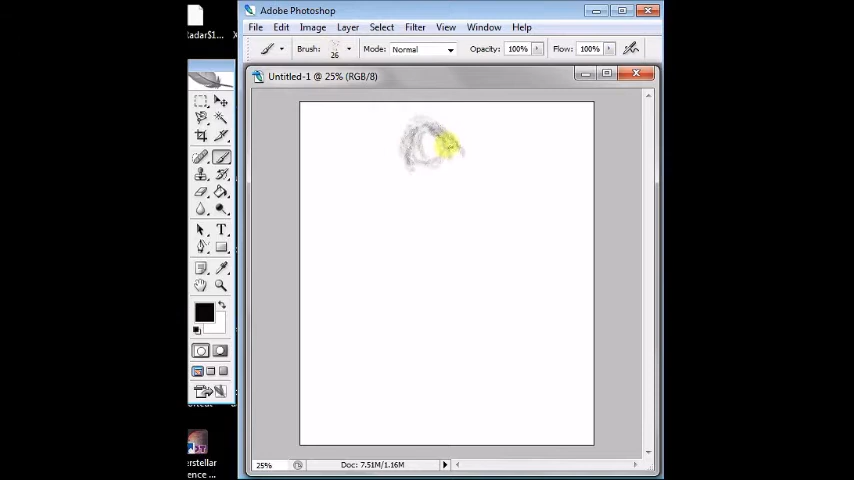 Adobe Photoshop
File Edit Image Layer Select Filter View Window Help
Brush: 26 Mode: Normal Opacity: 100% Flow: 100%
Untitled-1 @ 25% (RGB/8)
T
25% Doc: 7.51M/1.16M